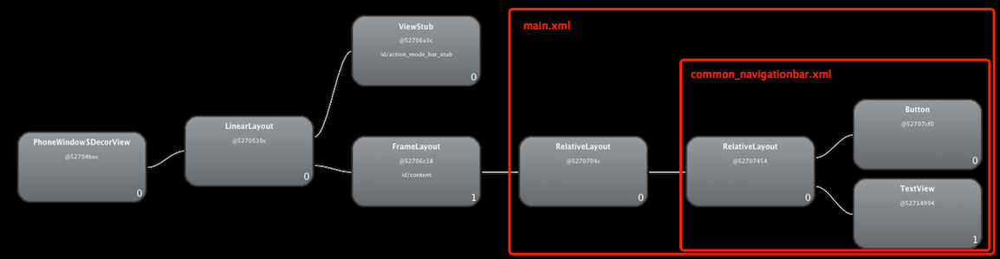 PhoneWindow$DecorView
@52704bec
0
LinearLayout
@5270539c
0
ViewStub
@52706a3c
id/action_mode_bar_stub
0
FrameLayout
@52706c18
id/content
1
main.xml
RelativeLayout
@5270704c
0
common_navigationbar.xml
RelativeLayout
@52707454
0
Button
@52707cf0
0
TextView
@52714994
1